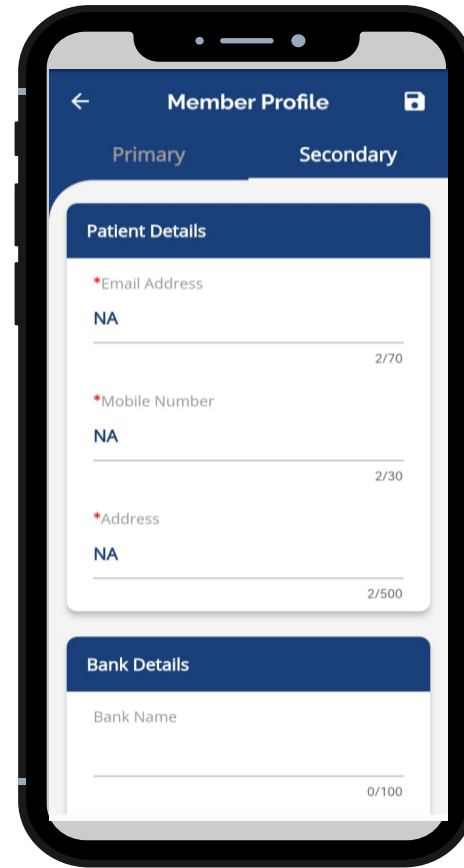 Member Profile
Primary Secondary
Patient Details
*Email Address
NA
2/70
*Mobile Number
NA
2/30
*Address
NA
2/500
Bank Details
Bank Name
0/100